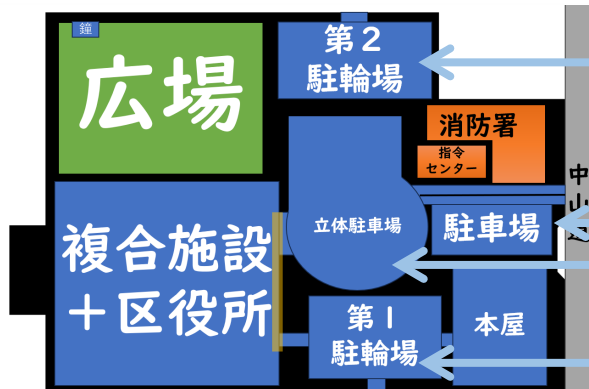 鐘
広場
第2
駐輪場
消防署
指令
センター
中山
立体駐車場
駐車場
複合施設
+区役所
第1
駐輪場
本屋